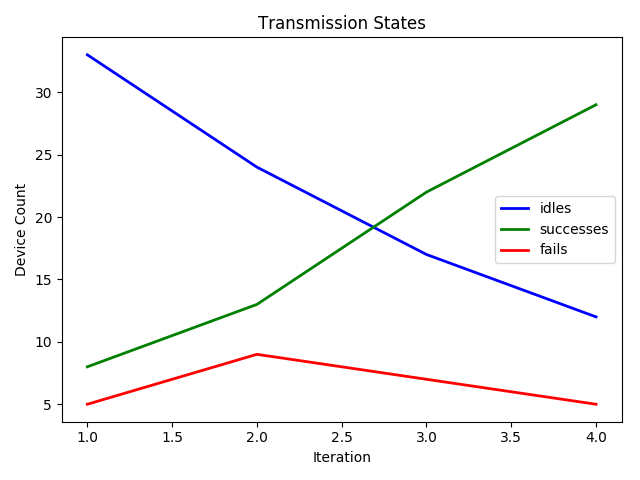 Transmission States
Device Count
30
25
20
15
10
5
idles
successes
fails
1.0 1.5 2.0 2.5 3.0 3.5 4.0
Iteration